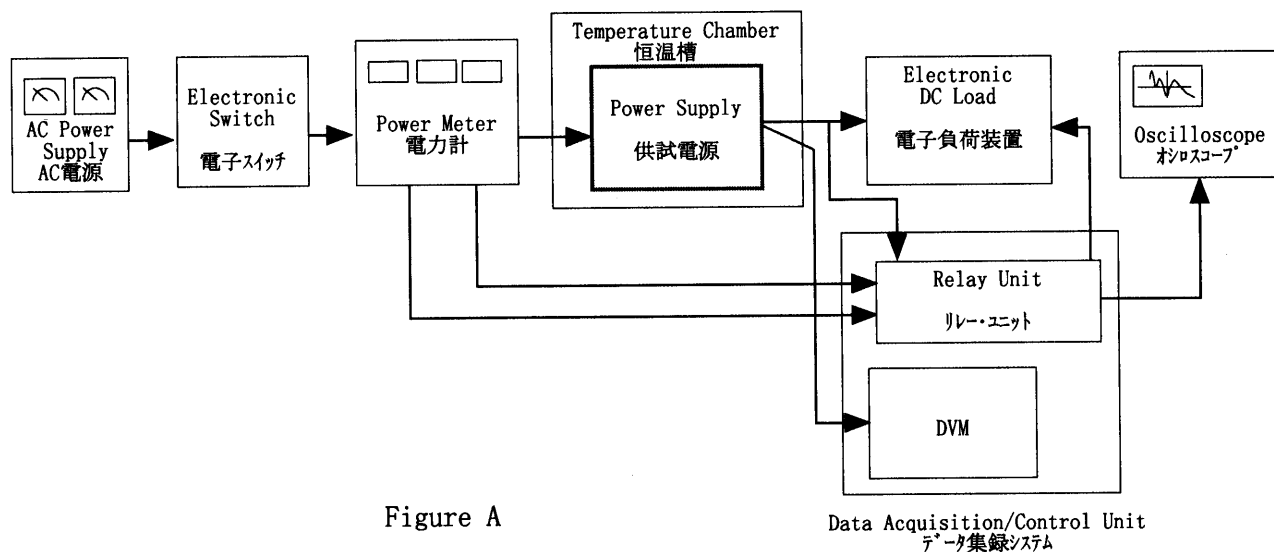 AC Power
Supply
AC電源
Electronic
Switch
電子スイッチ
Power Meter
電力計
Temperature Chamber
恒温槽
Power Supply
供試電源
Electronic
DC Load
電子負荷装置
Oscilloscope
オシロスコープ
Relay Unit
リレー・ユニット
DVM
Data Acquisition/Control Unit
データ集録システム
Figure A